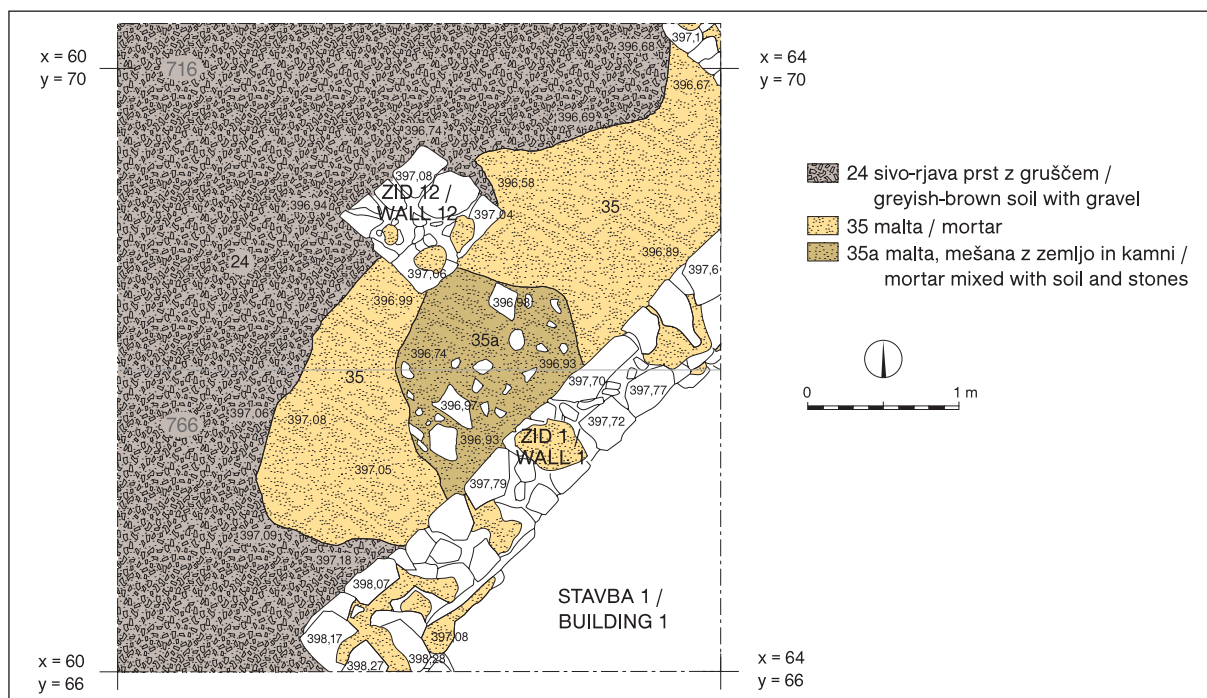 x = 60
y = 70
x = 64
y = 70
716
396.68
397,1
396.67
396.69
396.74
397,08
ZID 12 /
WALL 12
396.58
397,04
396.94
35
396.89
24
397,06
397,6
396.99
396.93
35a
396.74
396.93
35
397,70
397,77
396,97
397.06
397.08
397,72
766
396.93
ZID 1 /
WALL 1
397.05
397,79
397.09
397.18
398,07
STAVBA 1 /
BUILDING 1
398,17
397,08
398,28
398,27
x = 60
y = 66
x = 64
y = 66
24 sivo-rjava prst z gruščem /
greyish-brown soil with gravel
35 malta / mortar
35a malta, mešana z zemljo in kamni /
mortar mixed with soil and stones
0 1 m